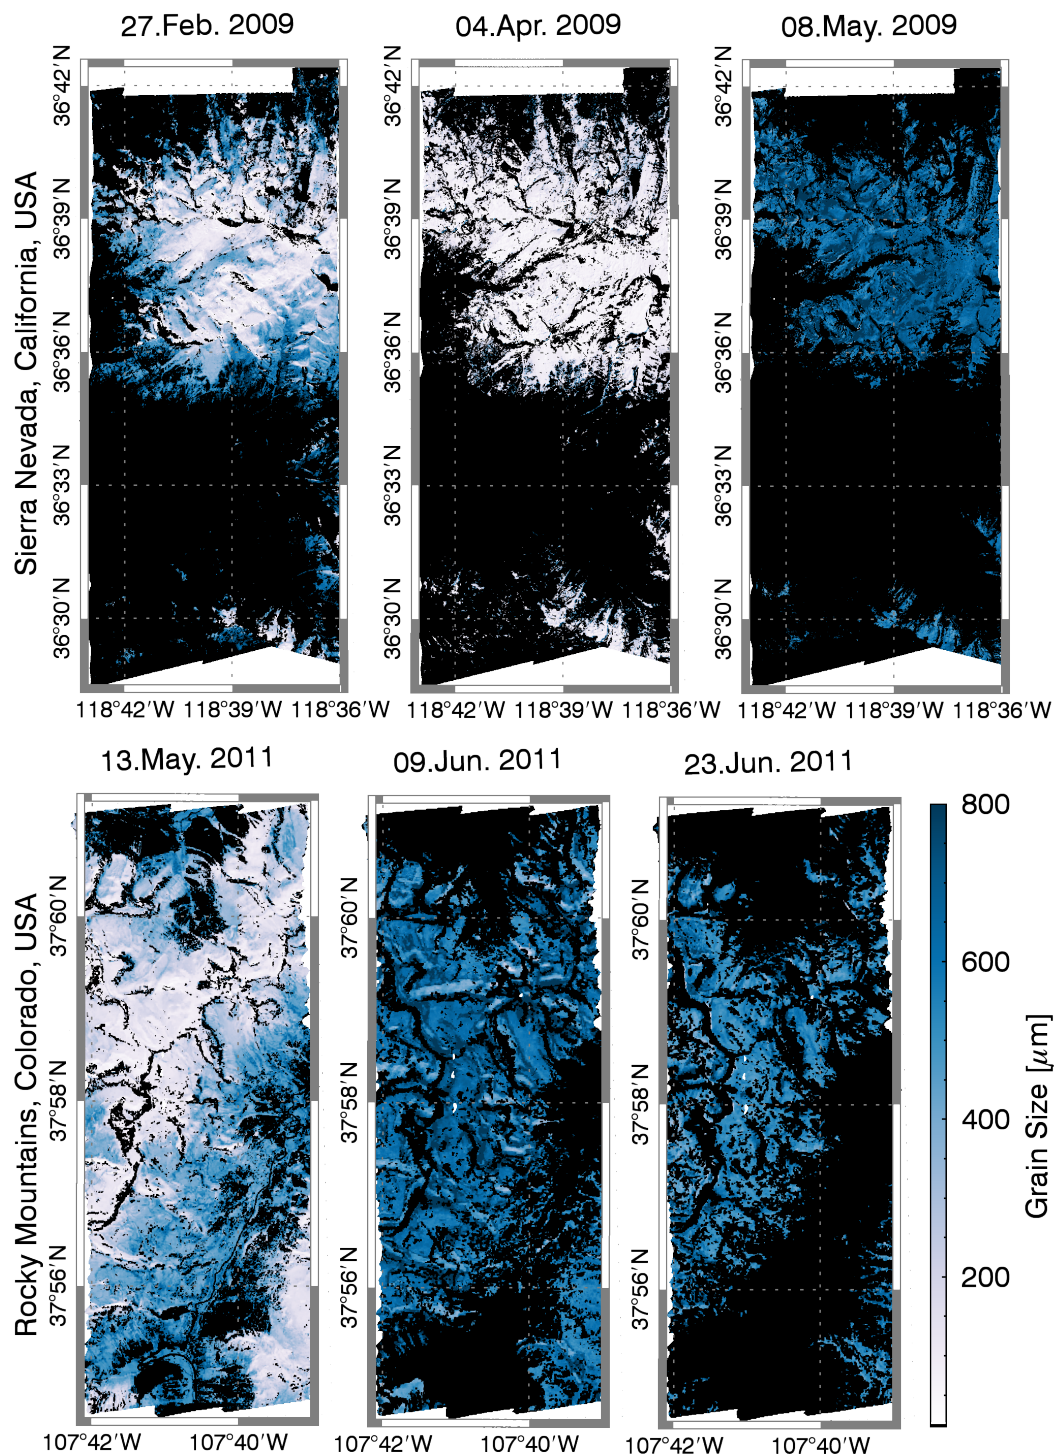 27.Feb. 2009
04.Apr. 2009
08.May. 2009
Sierra Nevada, California, USA
36°42'N
36°39'N
36°36'N
36°33'N
36°30'N
36°42'N
36°39'N
36°36'N
36°33'N
36°30'N
36°42'N
36°39'N
36°36'N
36°33'N
36°30'N
118°42'W 118°39'W 118°36'W
118°42'W 118°39'W 118°36'W
118°42'W 118°39'W 118°36'W
13.May. 2011
09.Jun. 2011
23.Jun. 2011
Rocky Mountains, Colorado, USA
37°60'N
37°58'N
37°56'N
37°60'N
37°58'N
37°56'N
37°60'N
37°58'N
37°56'N
107°42'W 107°40'W
107°42'W 107°40'W
107°42'W 107°40'W
800
600
400
200
Grain Size [μm]